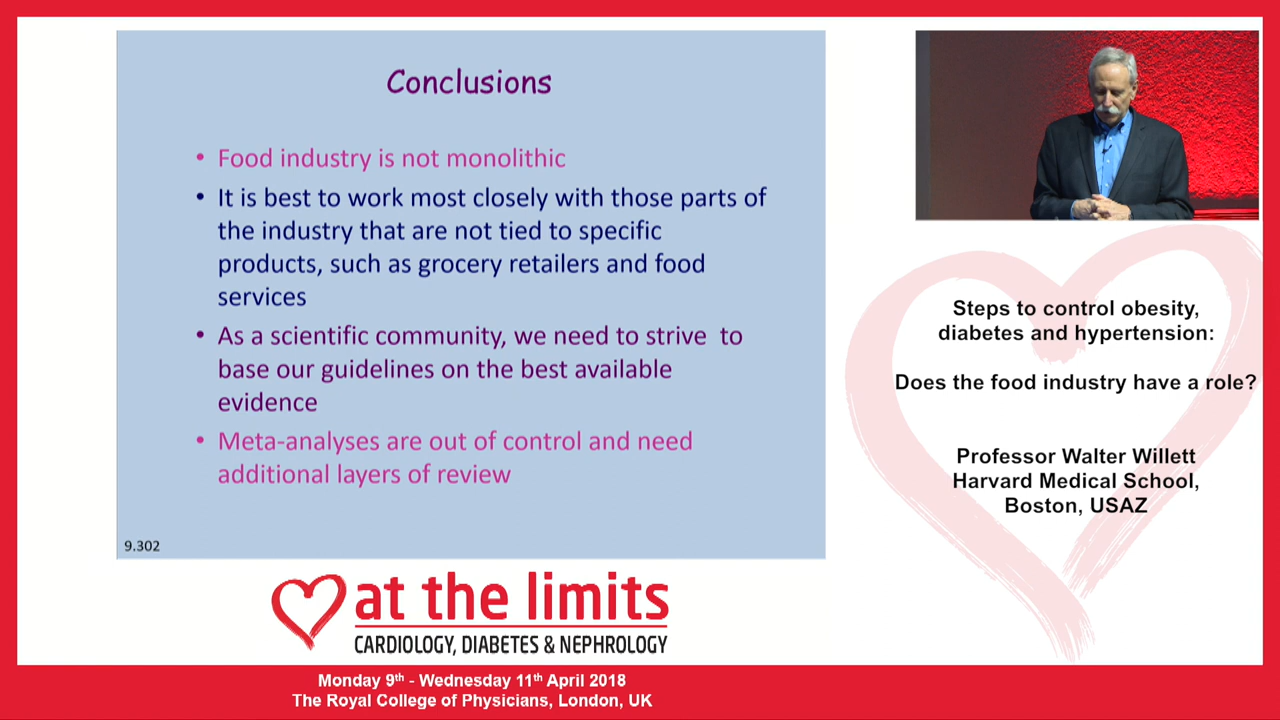 Conclusions
• Food industry is not monolithic
• It is best to work most closely with those parts of
the industry that are not tied to specific
products, such as grocery retailers and food
services
• As a scientific community, we need to strive to
base our guidelines on the best available
evidence
• Meta-analyses are out of control and need
additional layers of review
9.302
Steps to control obesity,
diabetes and hypertension:
Does the food industry have a role?
Professor Walter Willett
Harvard Medical School,
Boston, USAZ
at the limits
CARDIOLOGY, DIABETES & NEPHROLOGY
Monday 9th - Wednesday 11th April 2018
The Royal College of Physicians, London, UK